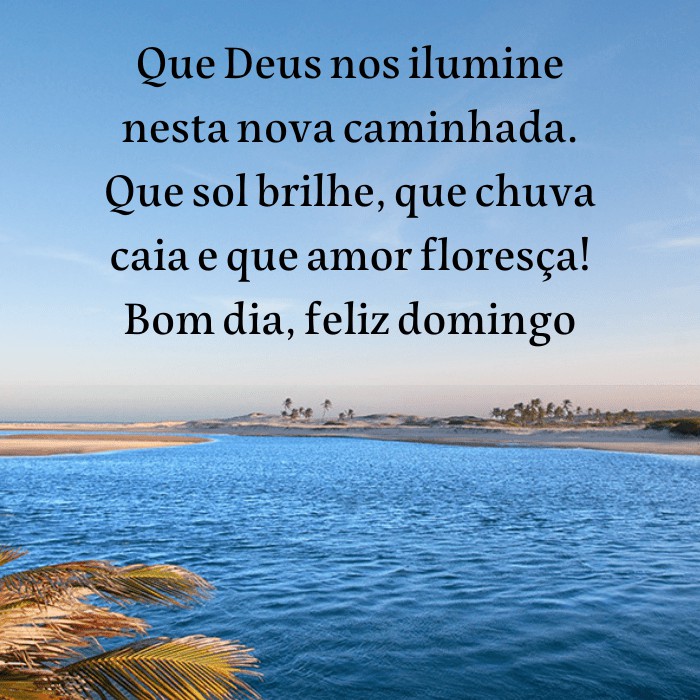 Que Deus nos ilumine
nesta nova caminhada.
Que sol brilhe, que chuva
caia e que amor floresça!
Bom dia, feliz domingo